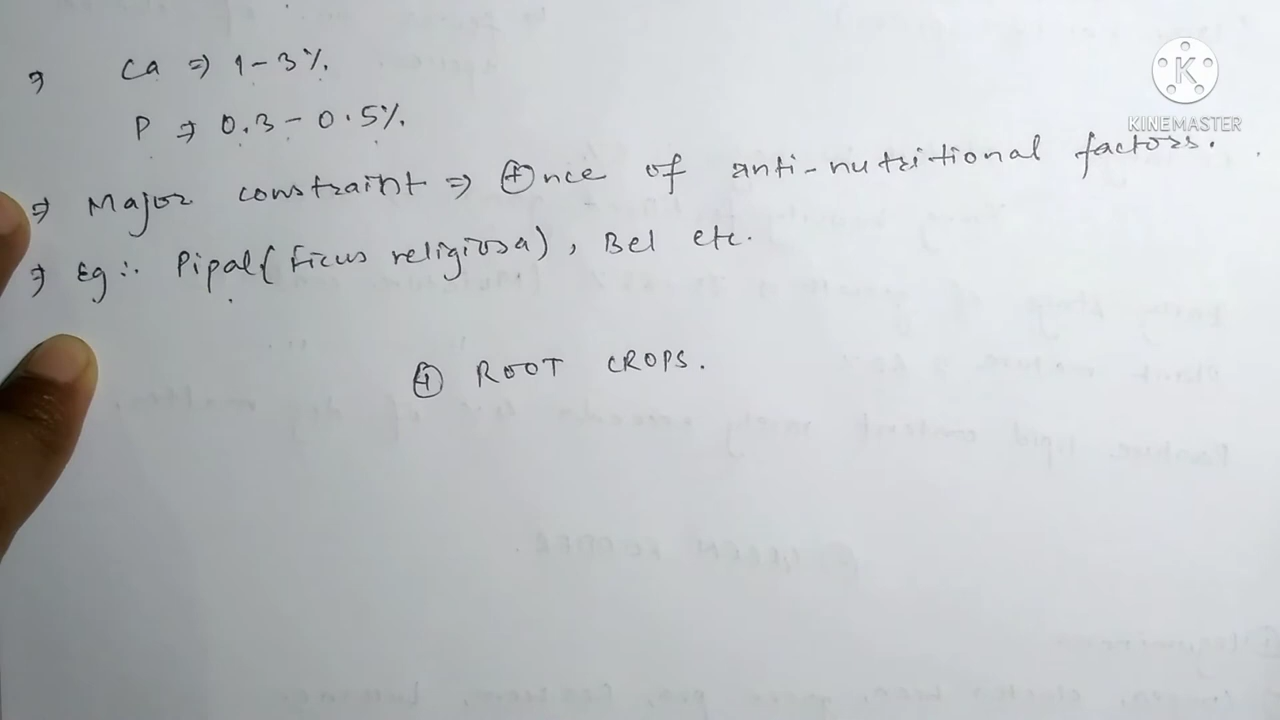 ⇒ Ca ⇒ 1-3%.
P ⇒ 0.3 - 0.5%.
⇒ Major constraint ⇒ ⊕nce of anti-nutritional factors.
⇒ Eg:. Pipal (Ficus religiosa), Bel etc.
④ ROOT CROPS.
K
KINEMASTER